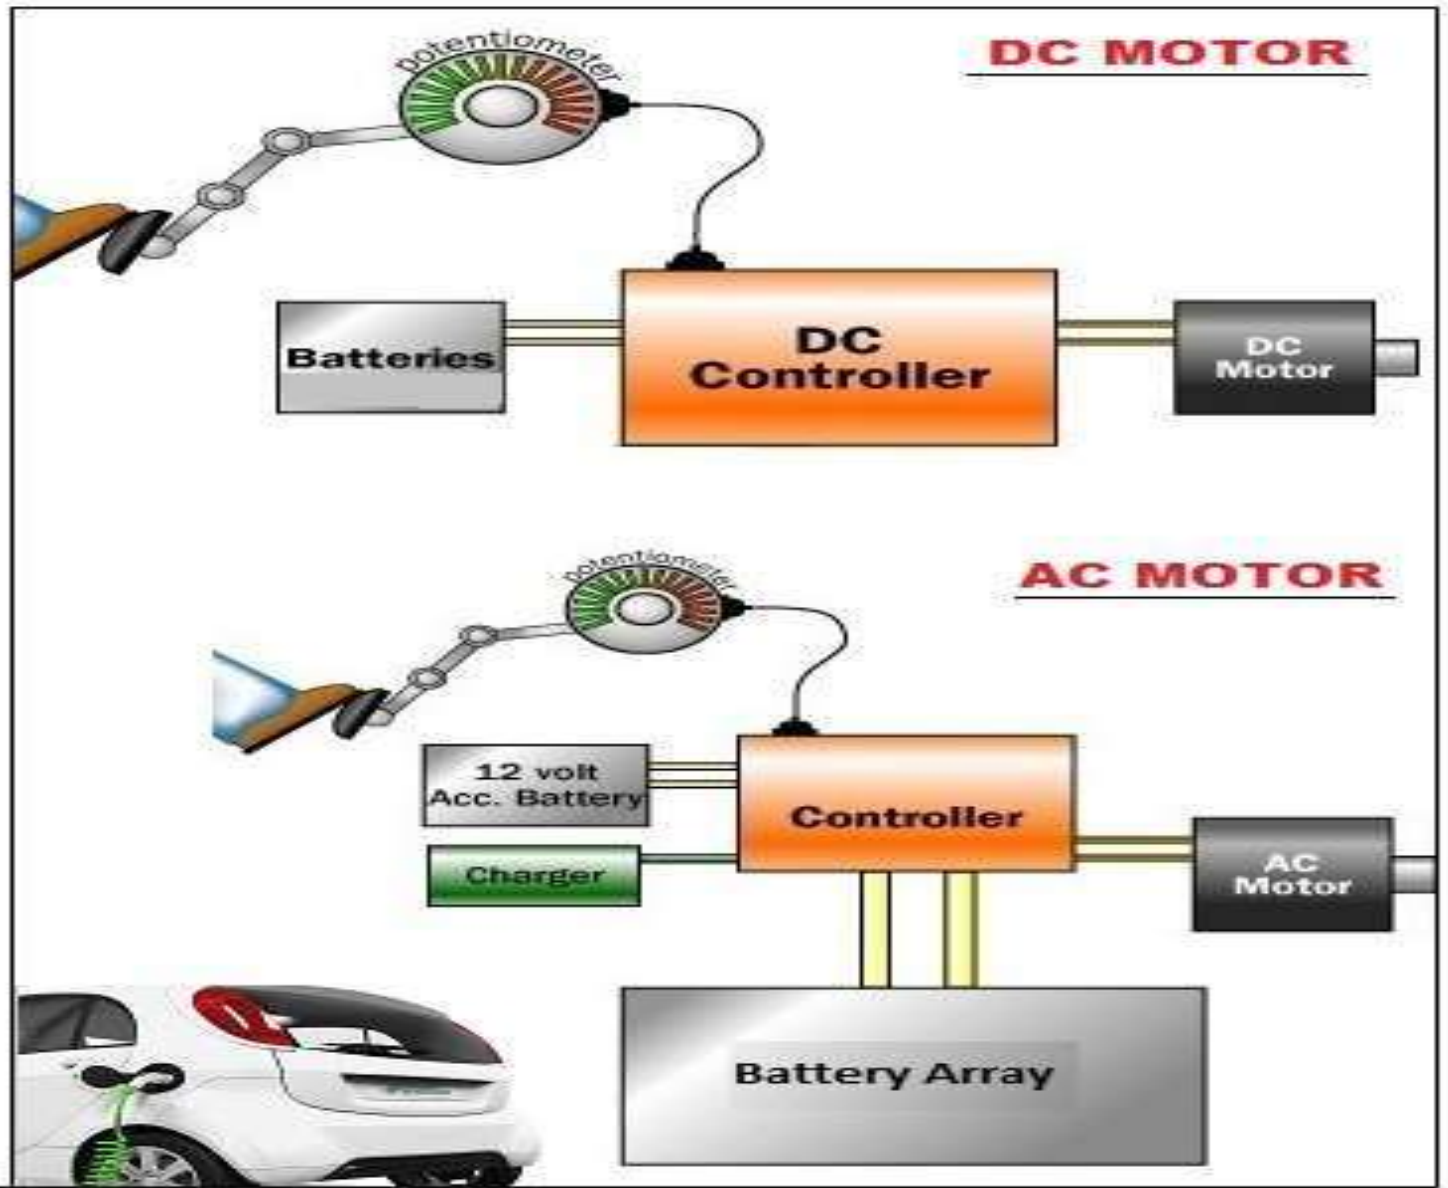 potentiometer
DC MOTOR
Batteries
DC
Controller
DC
Motor
potentiometer
AC MOTOR
12 volt
Acc. Battery
Controller
Charger
AC
Motor
Battery Array